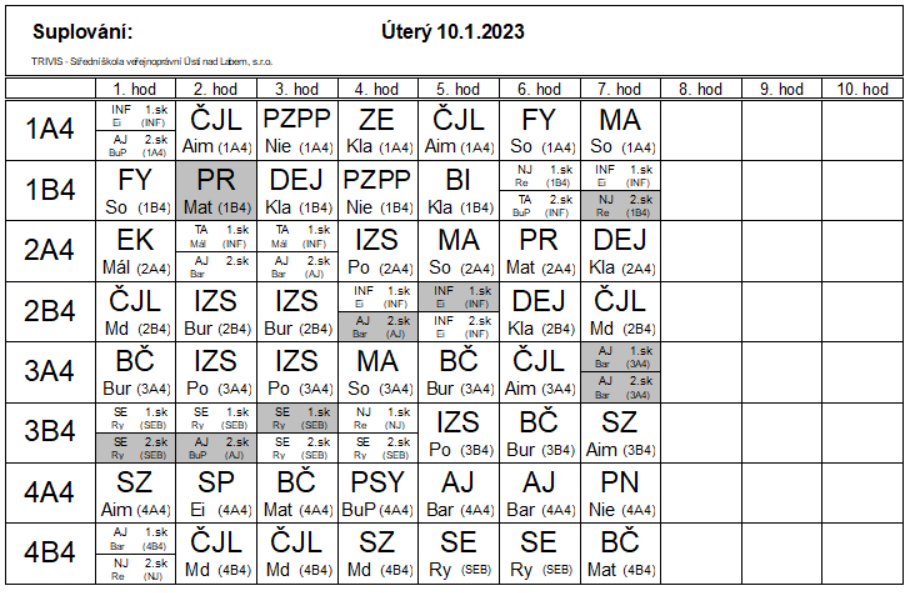 Suplování: Úterý 10.1.2023
TRIVIS - Střední škola veřejnoprávní Ústí nad Labem, s.r.o.
1. hod 2. hod 3. hod 4. hod 5. hod 6. hod 7. hod 8. hod 9. hod 10. hod
1A4
INF 1.sk
Ei (INF)
AJ 2.sk
BuP (1A4)
ČJL
Aim (1A4)
PZPP
Nie (1A4)
ZE
Kla (1A4)
ČJL
Aim (1A4)
FY
So (1A4)
MA
So (1A4)
1B4
FY
So (1B4)
PR
Mat (1B4)
DEJ
Kla (1B4)
PZPP
Nie (1B4)
BI
Kla (1B4)
NJ 1.sk
Re (1B4)
TA 2.sk
BuP (INF)
INF 1.sk
Ei (INF)
NJ 2.sk
Re (1B4)
2A4
EK
Mál (2A4)
TA 1.sk
Mál (INF)
AJ 2.sk
Bar
TA 1.sk
Mál (INF)
AJ 2.sk
Bar (AJ)
IZS
Po (2A4)
MA
So (2A4)
PR
Mat (2A4)
DEJ
Kla (2A4)
2B4
ČJL
Md (2B4)
IZS
Bur (2B4)
IZS
Bur (2B4)
INF 1.sk
Ei (INF)
AJ 2.sk
Bar (AJ)
INF 1.sk
Ei (INF)
INF 2.sk
Ei (INF)
DEJ
Kla (2B4)
ČJL
Md (2B4)
3A4
BČ
Bur (3A4)
IZS
Po (3A4)
IZS
Po (3A4)
MA
So (3A4)
BČ
Bur (3A4)
ČJL
Aim (3A4)
AJ 1.sk
Bar (3A4)
AJ 2.sk
Bar (3A4)
3B4
SE 1.sk
Ry (SEB)
SE 2.sk
Ry (SEB)
SE 1.sk
Ry (SEB)
AJ 2.sk
BuP (AJ)
SE 1.sk
Ry (SEB)
SE 2.sk
Ry (SEB)
NJ 1.sk
Re (NJ)
SE 2.sk
Ry (SEB)
IZS
Po (3B4)
BČ
Bur (3B4)
SZ
Aim (3B4)
4A4
SZ
Aim (4A4)
SP
Ei (4A4)
BČ
Mat (4A4)
PSY
BuP (4A4)
AJ
Bar (4A4)
AJ
Bar (4A4)
PN
Nie (4A4)
4B4
AJ 1.sk
Bar (4B4)
NJ 2.sk
Re (NJ)
ČJL
Md (4B4)
ČJL
Md (4B4)
SZ
Md (4B4)
SE
Ry (SEB)
SE
Ry (SEB)
BČ
Mat (4B4)